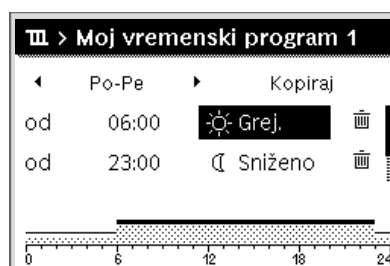 > Moj vremenski program 1
Po-Pe Kopiraj
od 06:00 Grej.
od 23:00 Sniženo
0 6 12 18 24